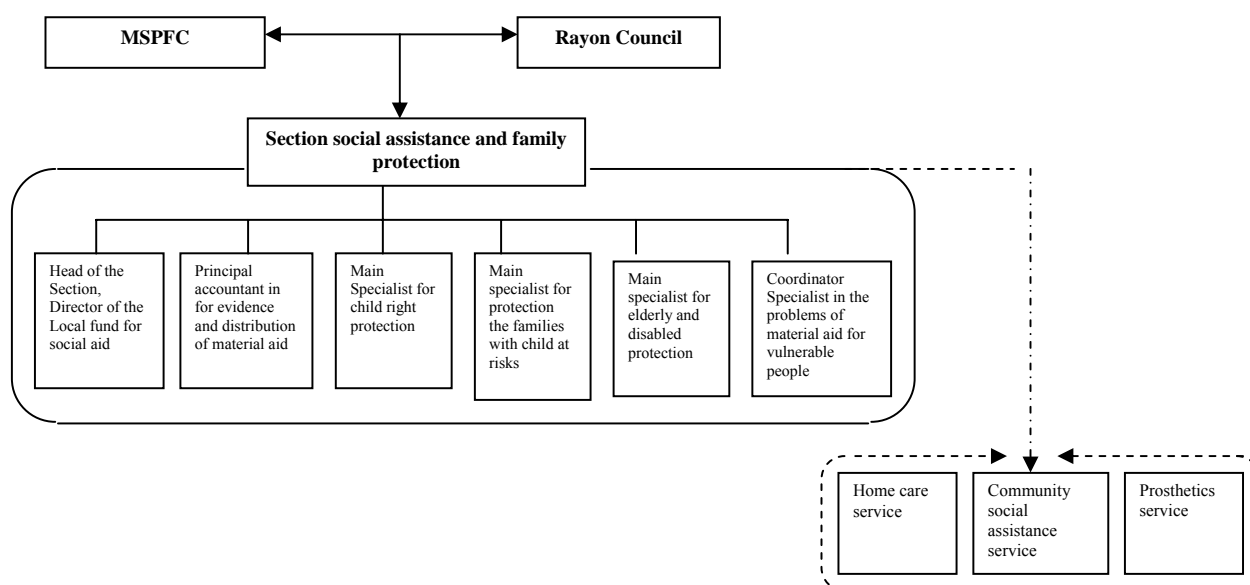 MSPFC
Rayon Council
Section social assistance and family
protection
Head of the
Section,
Director of the
Local fund for
social aid
Principal
accountant in
for evidence
and distribution
of material aid
Main
Specialist for
child right
protection
Main
specialist for
protection
the families
with child at
risks
Main
specialist for
elderly and
disabled
protection
Coordinator
Specialist in the
problems of
material aid for
vulnerable
people
Home care
service
Community
social
assistance
service
Prosthetics
service